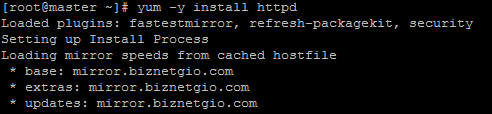 [root@master ~]# yum -y install httpd
Loaded plugins: fastestmirror, refresh-packagekit, security
Setting up Install Process
Loading mirror speeds from cached hostfile
 * base: mirror.biznetgio.com
 * extras: mirror.biznetgio.com
 * updates: mirror.biznetgio.com